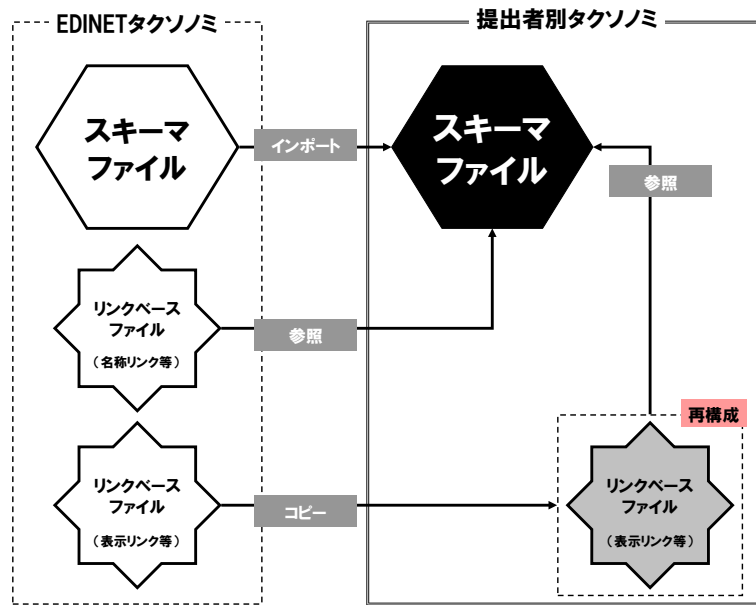 EDINETタクソノミ
提出者別タクソノミ
スキーマ
ファイル
インポート
スキーマ
ファイル
参照
リンクベース
ファイル
（名称リンク等）
参照
再構成
リンクベース
ファイル
（表示リンク等）
コピー
リンクベース
ファイル
（表示リンク等）